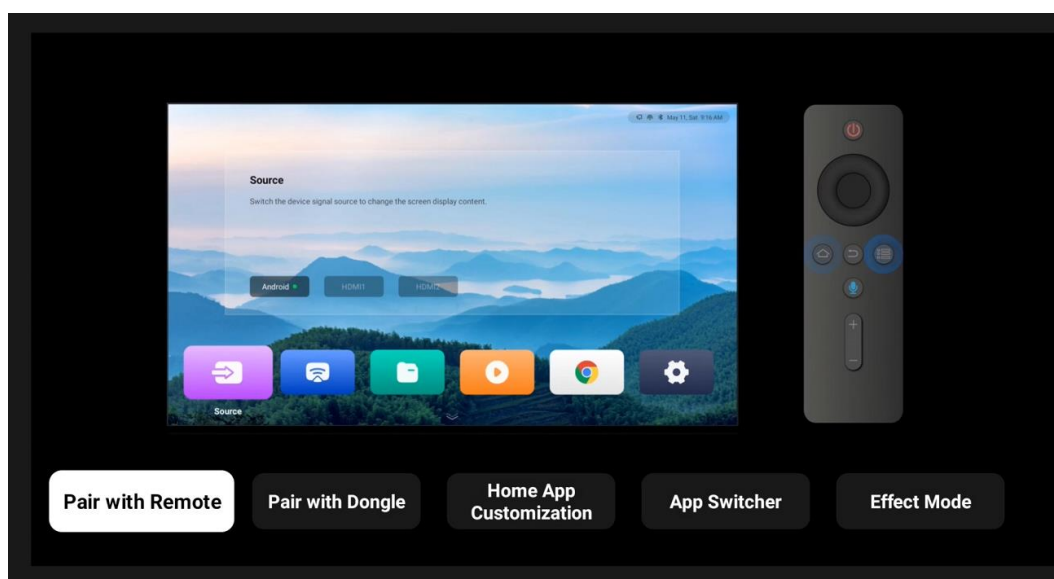 May 11, Sat 9:16 AM
Source
Switch the device signal source to change the screen display content.
Android
HDMI1
HDMI2
Source
Pair with Remote
Pair with Dongle
Home App
Customization
App Switcher
Effect Mode